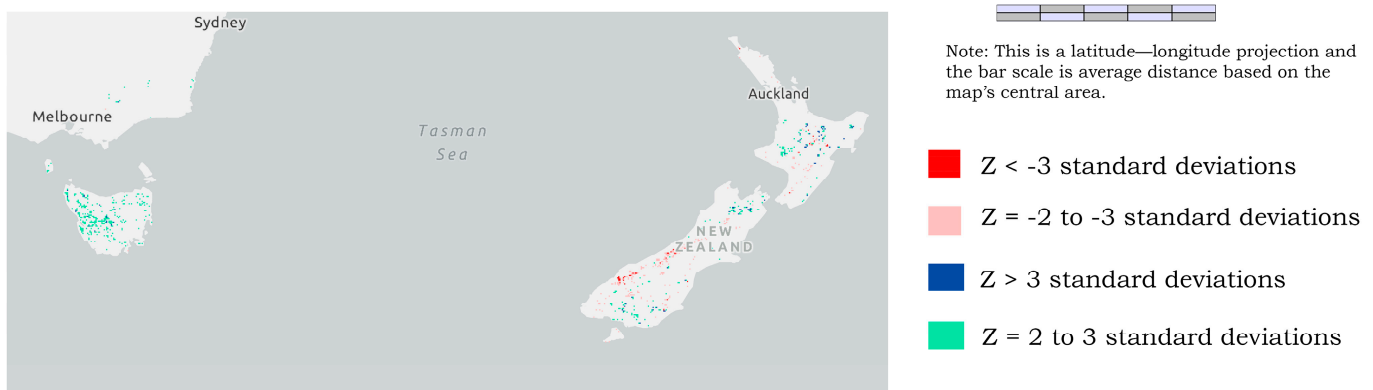 Sydney
Melbourne
Tasman
Sea
Auckland
NEW
ZEALAND
Note: This is a latitude—longitude projection and
the bar scale is average distance based on the
map's central area.
Z < -3 standard deviations
Z = -2 to -3 standard deviations
Z > 3 standard deviations
Z = 2 to 3 standard deviations